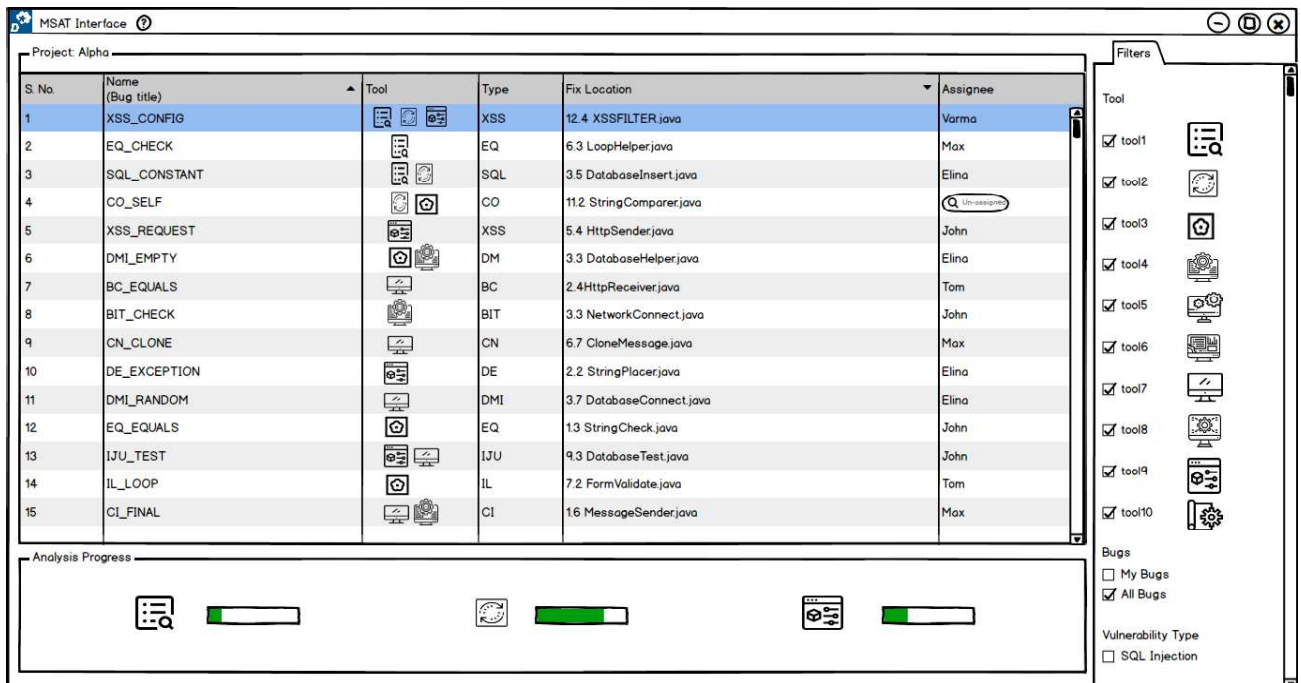 MSAT Interface ?
Project: Alpha
Filters
S. No. Name (Bug title) Tool Type Fix Location Assignee
1 XSS_CONFIG XSS 12.4 XSSFILTER.java Varma
2 EQ_CHECK EQ 6.3 LoopHelper.java Max
3 SQL_CONSTANT SQL 3.5 DatabaseInsert.java Elina
4 CO_SELF CO 11.2 StringComparer.java Un-assigned
5 XSS_REQUEST XSS 5.4 HttpSender.java John
6 DMI_EMPTY DM 3.3 DatabaseHelper.java Elina
7 BC_EQUALS BC 2.4HttpReceiver.java Tom
8 BIT_CHECK BIT 3.3 NetworkConnect.java John
9 CN_CLONE CN 6.7 CloneMessage.java Max
10 DE_EXCEPTION DE 2.2 StringPlacer.java Elina
11 DMI_RANDOM DMI 3.7 DatabaseConnect.java Elina
12 EQ_EQUALS EQ 1.3 StringCheck.java John
13 IJU_TEST IJU 9.3 DatabaseTest.java John
14 IL_LOOP IL 7.2 FormValidate.java Tom
15 CI_FINAL CI 1.6 MessageSender.java Max
Analysis Progress
Tool
tool1
tool2
tool3
tool4
tool5
tool6
tool7
tool8
tool9
tool10
Bugs
My Bugs
All Bugs
Vulnerability Type
SQL Injection